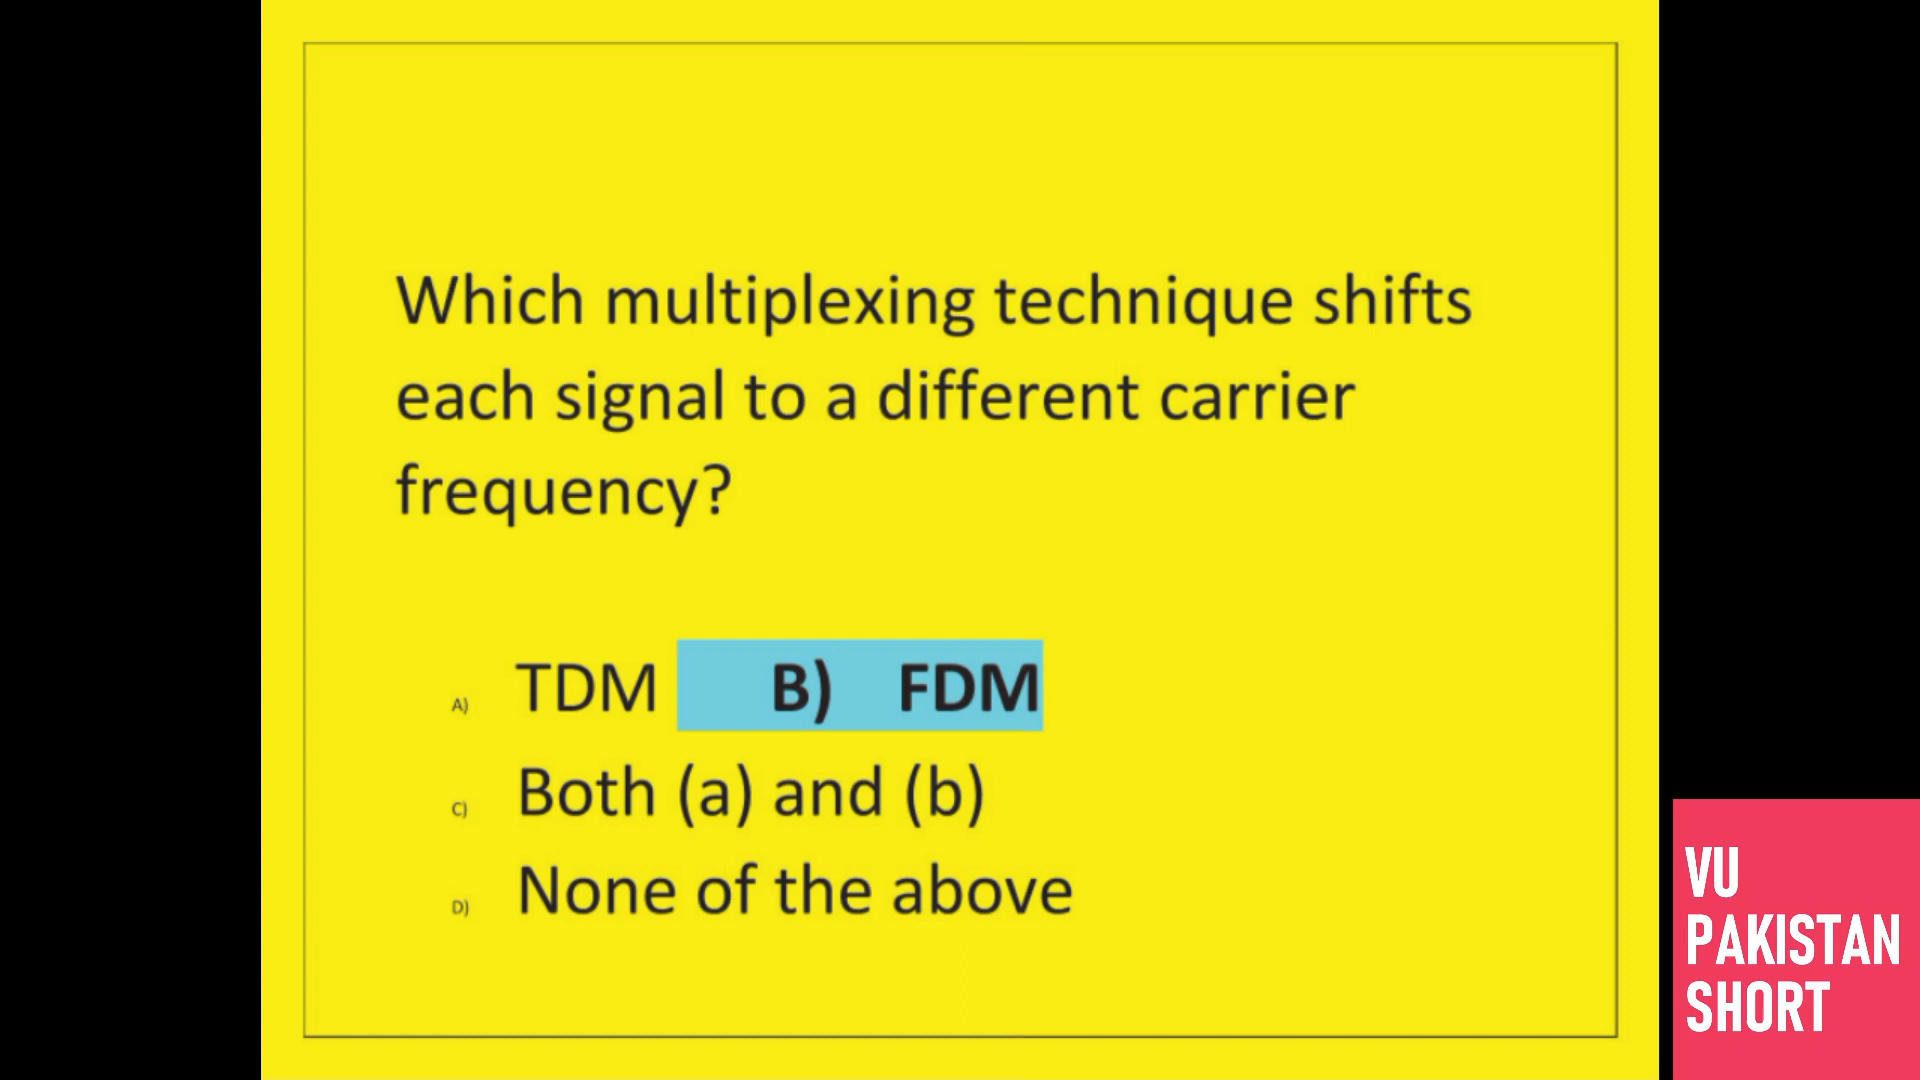 Which multiplexing technique shifts
each signal to a different carrier
frequency?
A) TDM B) FDM
C) Both (a) and (b)
D) None of the above
VU
PAKISTAN
SHORT